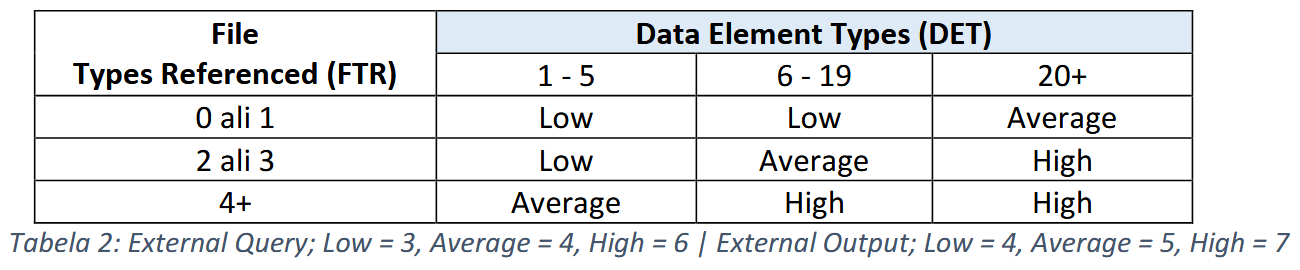 File Data Element Types (DET)
Types Referenced (FTR) 1 - 5 6 - 19 20+
0 ali 1 Low Low Average
2 ali 3 Low Average High
4+ Average High High
Tabela 2: External Query; Low = 3, Average = 4, High = 6 | External Output; Low = 4, Average = 5, High = 7